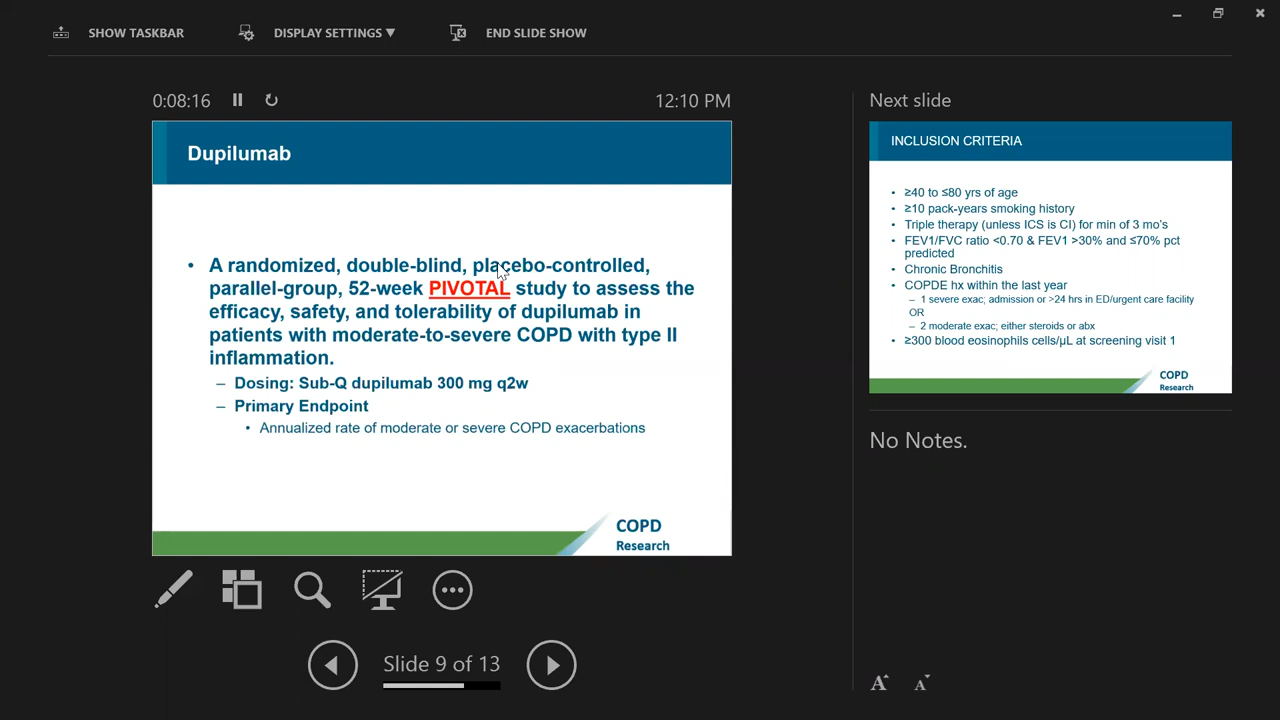 SHOW TASKBAR
DISPLAY SETTINGS ▼
END SLIDE SHOW
0:08:16
12:10 PM
Dupilumab
• A randomized, double-blind, placebo-controlled,
parallel-group, 52-week PIVOTAL study to assess the
efficacy, safety, and tolerability of dupilumab in
patients with moderate-to-severe COPD with type II
inflammation.
– Dosing: Sub-Q dupilumab 300 mg q2w
– Primary Endpoint
• Annualized rate of moderate or severe COPD exacerbations
COPD
Research
Slide 9 of 13
Next slide
INCLUSION CRITERIA
• ≥40 to ≤80 yrs of age
• ≥10 pack-years smoking history
• Triple therapy (unless ICS is CI) for min of 3 mo's
• FEV1/FVC ratio <0.70 & FEV1 >30% and ≤70% pct
predicted
• Chronic Bronchitis
• COPDE hx within the last year
– 1 severe exac; admission or >24 hrs in ED/urgent care facility
OR
– 2 moderate exac; either steroids or abx
• ≥300 blood eosinophils cells/µL at screening visit 1
COPD
Research
No Notes.
A A